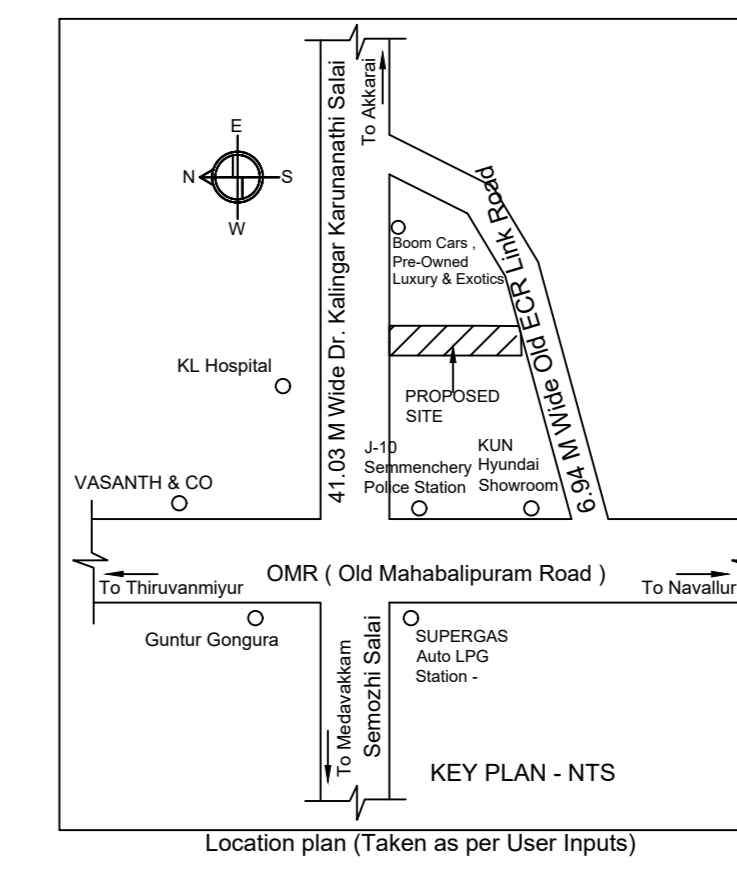 E
N
S
W
To Akkarai
41.03 M Wide Dr. Kalingar Karunanathi Salai
6.94 M Wide Old ECR Link Road
Boom Cars ,
Pre-Owned
Luxury & Exotics
KL Hospital
PROPOSED
SITE
J-10
Semmenchery
Police Station
KUN
Hyundai
Showroom
VASANTH & CO
OMR ( Old Mahabalipuram Road )
To Thiruvanmiyur
To Navallur
Guntur Gongura
SUPERGAS
Auto LPG
Station -
To Medavakkam
Semozhi Salai
KEY PLAN - NTS
Location plan (Taken as per User Inputs)